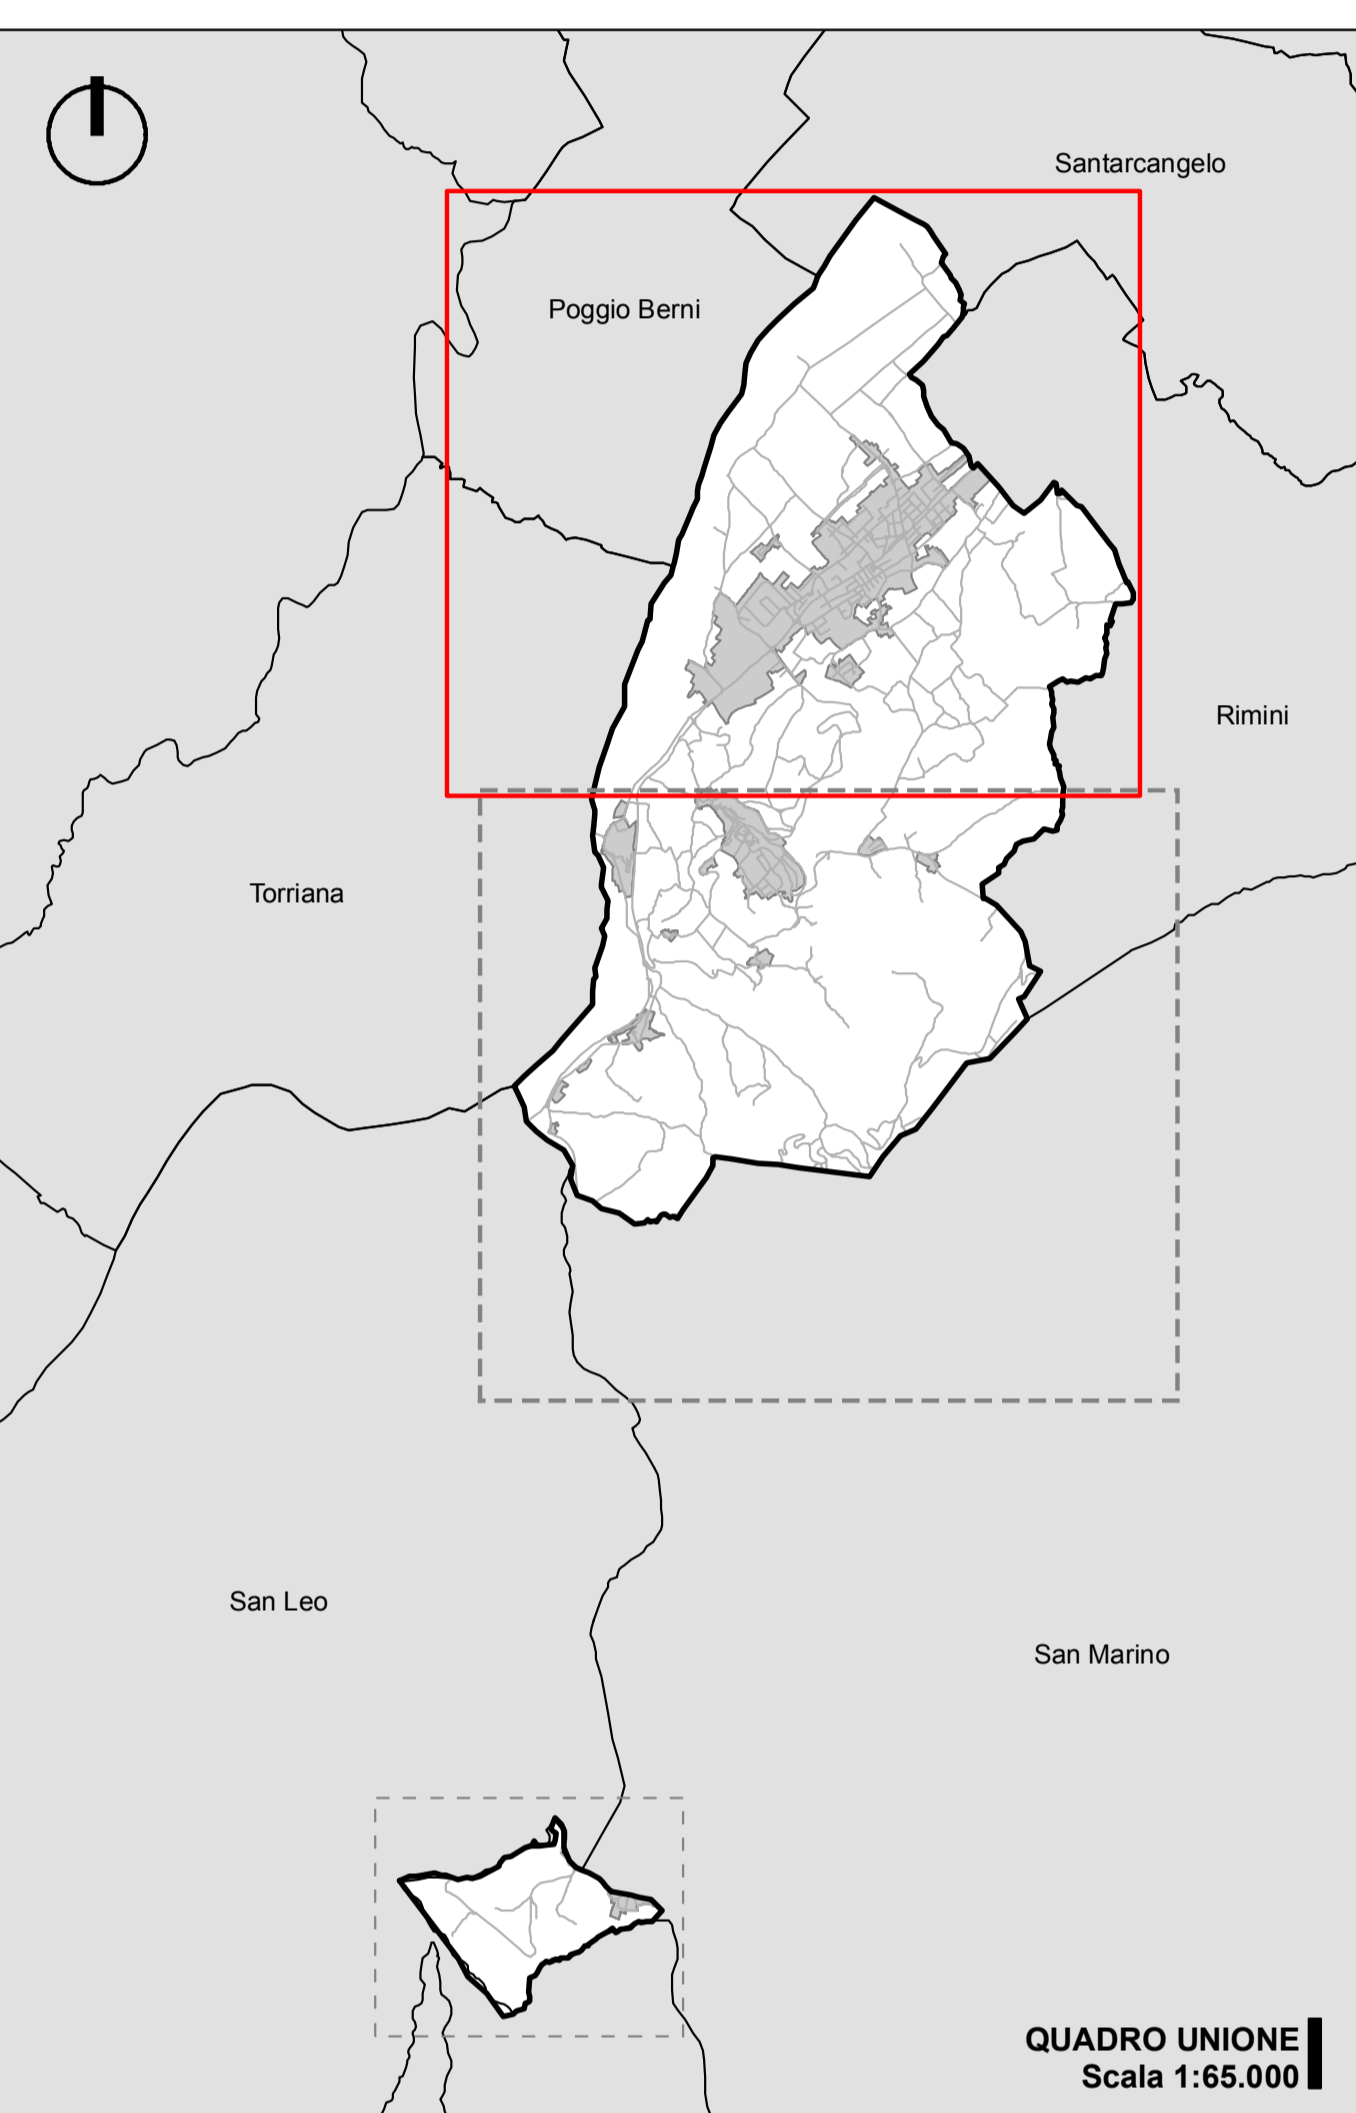 Santarcangelo
Poggio Berni
Rimini
Torriana
San Leo
San Marino
QUADRO UNIONE
Scala 1:65.000